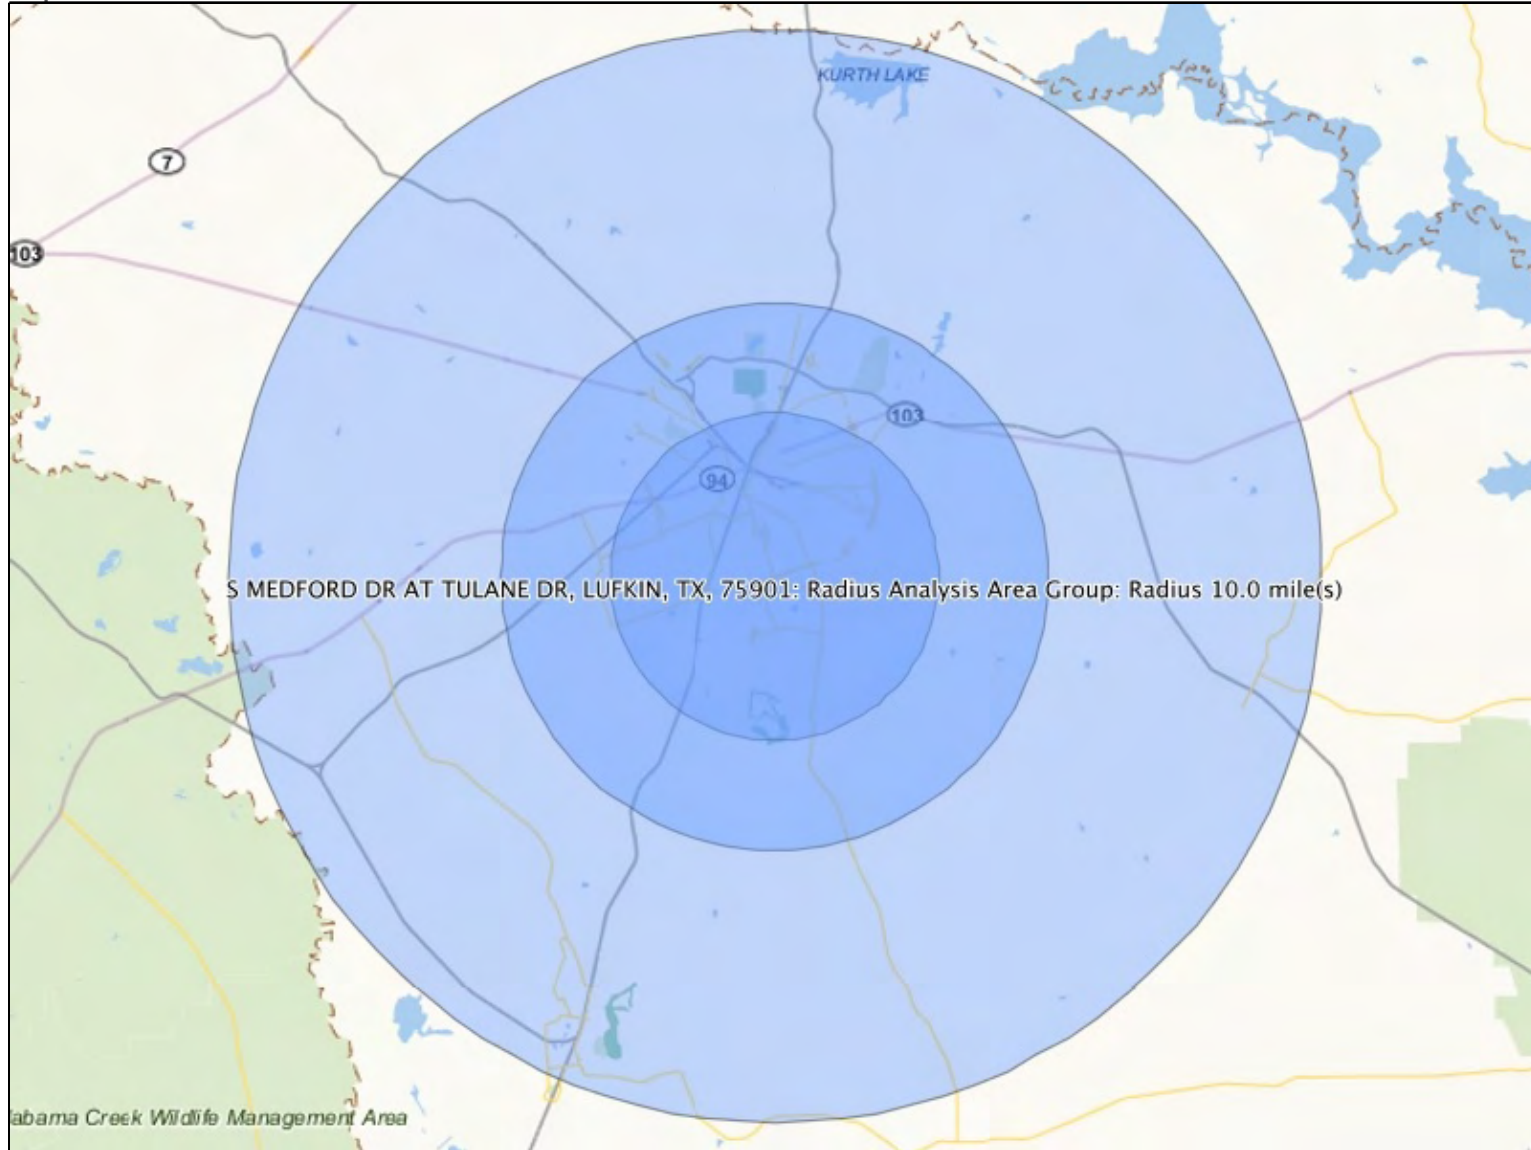 KURTH LAKE
7
103
103
94
S MEDFORD DR AT TULANE DR, LUFKIN, TX, 75901: Radius Analysis Area Group: Radius 10.0 mile(s)
labama Creek Wildlife Management Area